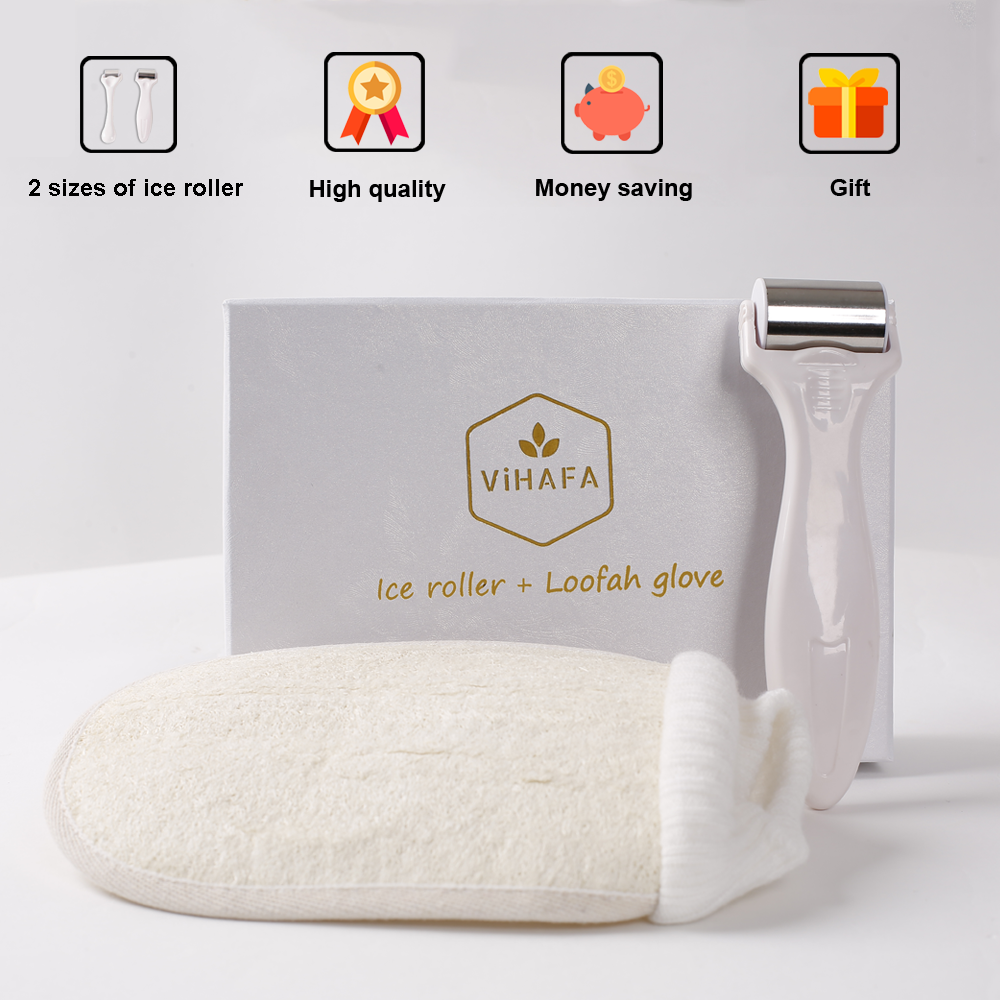 2 sizes of ice roller
High quality
Money saving
Gift
ViHAFA
Ice roller + Loofah glove